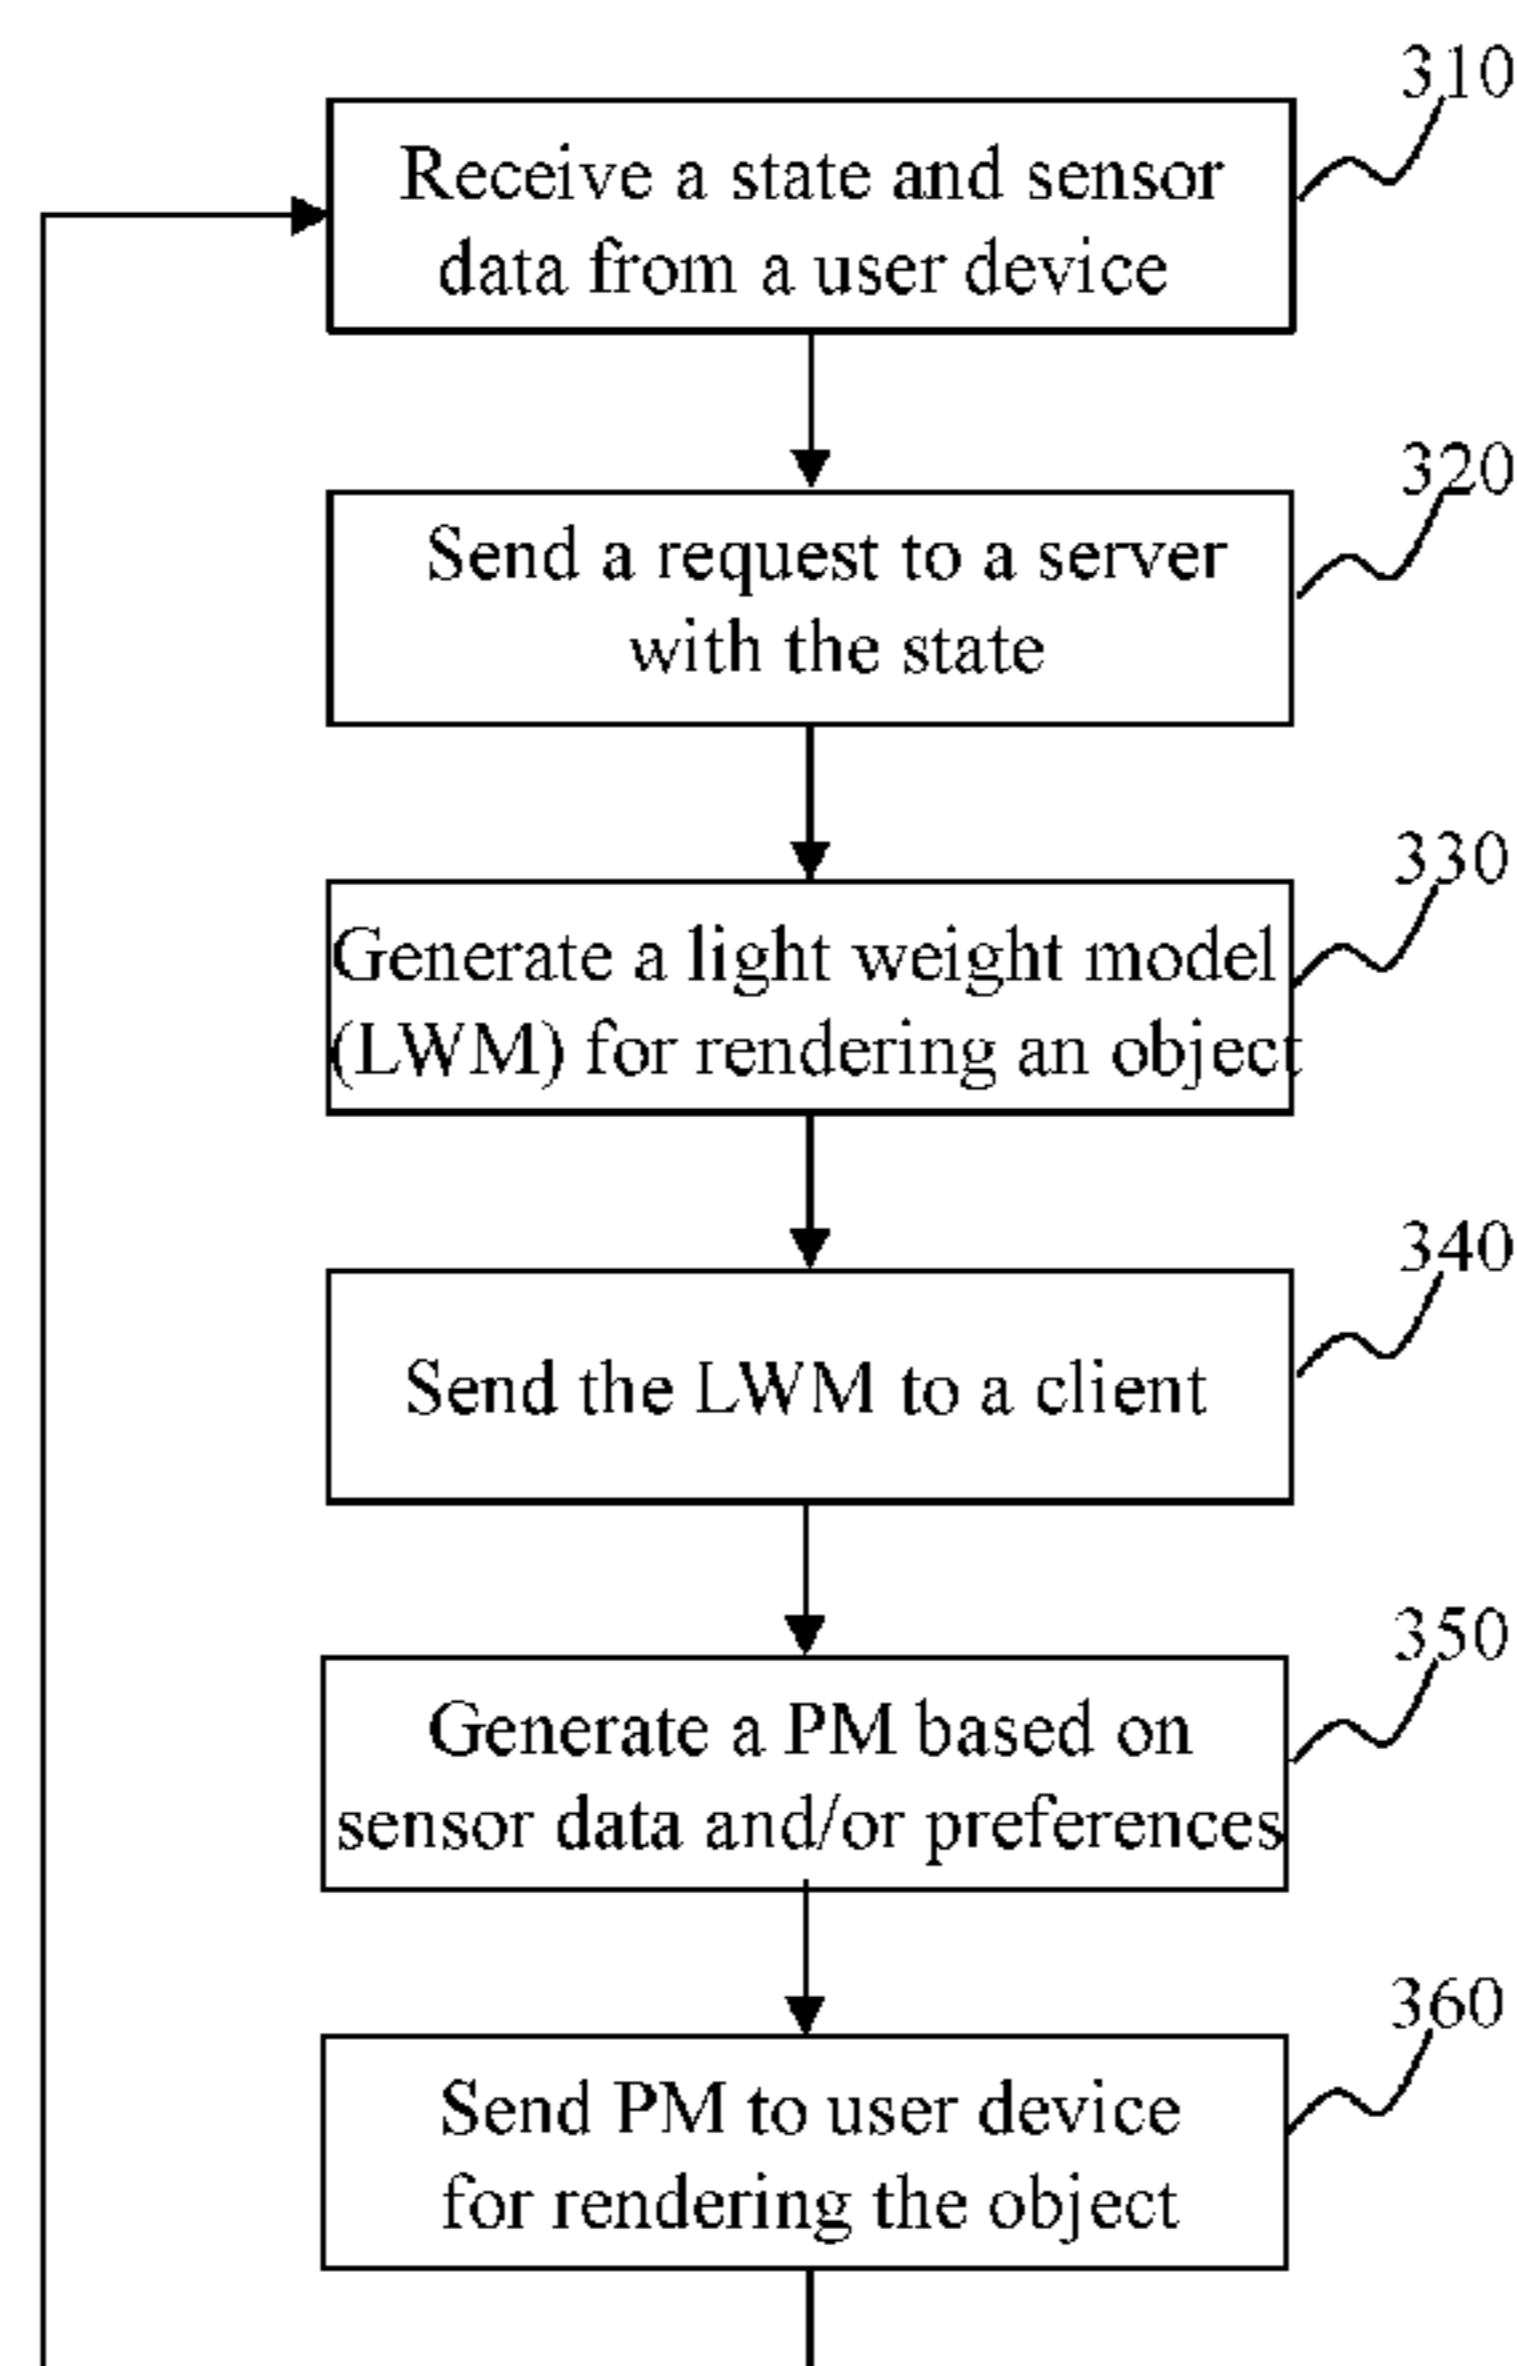 310
Receive a state and sensor
data from a user device
320
Send a request to a server
with the state
330
Generate a light weight model
(LWM) for rendering an object
340
Send the LWM to a client
350
Generate a PM based on
sensor data and/or preferences
360
Send PM to user device
for rendering the object